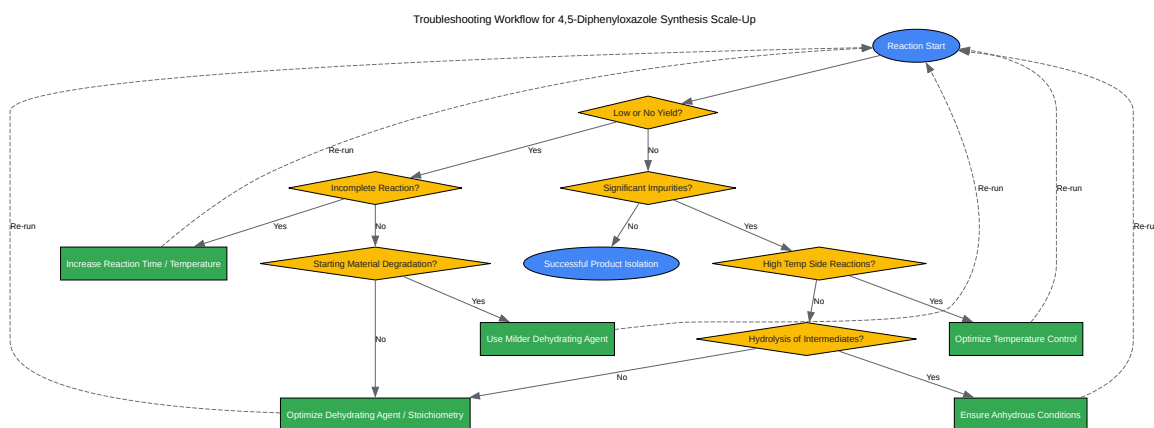 Troubleshooting Workflow for 4,5-Diphenyloxazole Synthesis Scale-Up
Reaction Start
Low or No Yield?
Re-run
Yes
No
Incomplete Reaction?
Significant Impurities?
Re-run
Re-run
Re-run
Yes
No
No
Yes
Re-ru
Increase Reaction Time / Temperature
Starting Material Degradation?
Successful Product Isolation
High Temp Side Reactions?
Yes
No
Yes
No
Use Milder Dehydrating Agent
Hydrolysis of Intermediates?
Optimize Temperature Control
No
Yes
Optimize Dehydrating Agent / Stoichiometry
Ensure Anhydrous Conditions